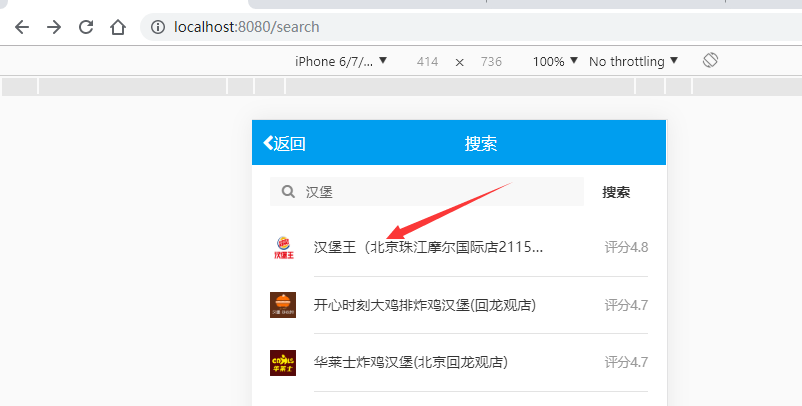 localhost:8080/search
iPhone 6/7/... ▼ 414 × 736 100% ▼ No throttling ▼
返回 搜索
汉堡 搜索
汉堡王（北京珠江摩尔国际店2115... 评分4.8
汉堡王
开心时刻大鸡排炸鸡汉堡(回龙观店) 评分4.7
华莱士炸鸡汉堡(北京回龙观店) 评分4.7
华莱士